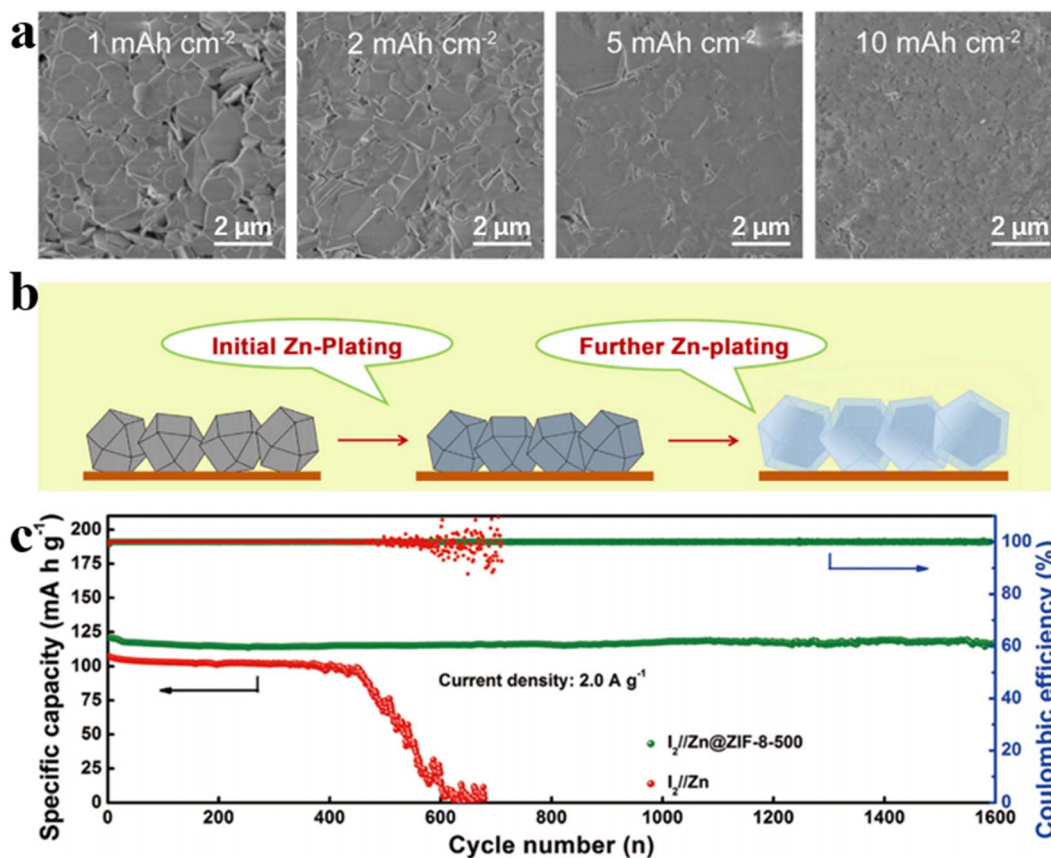 a
1 mAh cm-2
2 mAh cm-2
5 mAh cm-2
10 mAh cm-2
2 μm
2 μm
2 μm
2 μm
b
Initial Zn-Plating
Further Zn-plating
c
Specific capacity (mA h g-1)
200
175
150
125
100
75
50
25
0
Current density: 2.0 A g-1
I2//Zn@ZIF-8-500
I2//Zn
100
80
60
40
20
0
Coulombic efficiency (%)
0
200
400
600
800
1000
1200
1400
1600
Cycle number (n)